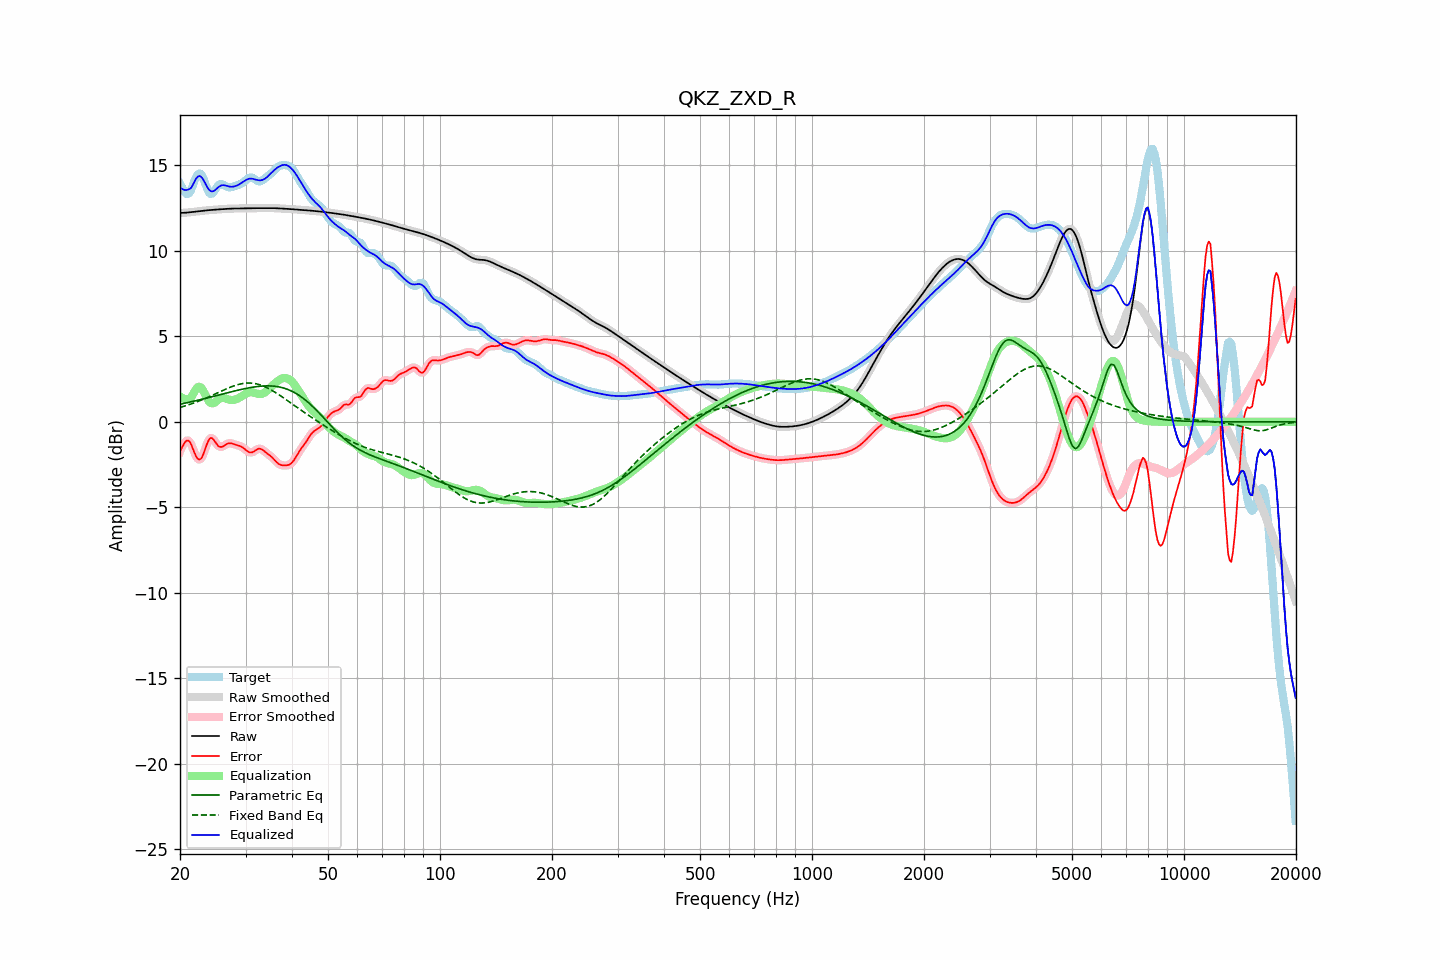 QKZ_ZXD_R
Amplitude (dBr)
15
10
5
0
−5
−10
−15
−20
−25
Target
Raw Smoothed
Error Smoothed
Raw
Error
Equalization
Parametric Eq
Fixed Band Eq
Equalized
20 50 100 200 500 1000 2000 5000 10000 20000
Frequency (Hz)